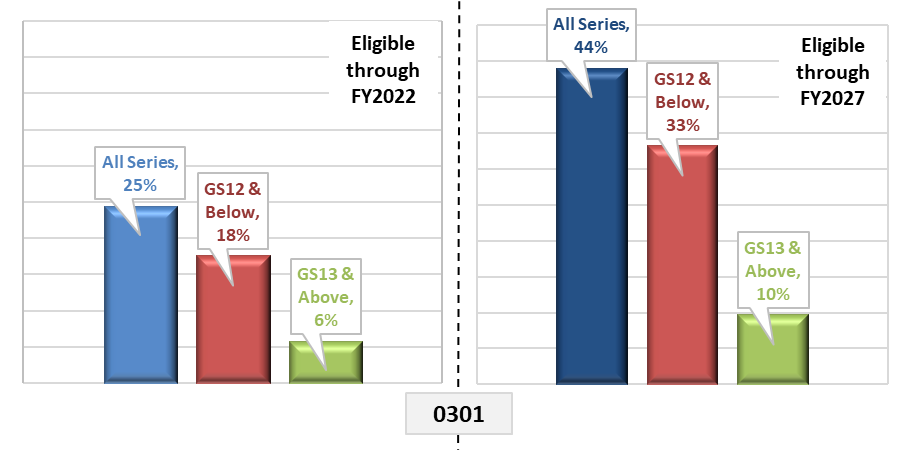 Eligible
through
FY2022
All Series,
25%
GS12 &
Below,
18%
GS13 &
Above,
6%
Eligible
through
FY2027
All Series,
44%
GS12 &
Below,
33%
GS13 &
Above,
10%
0301